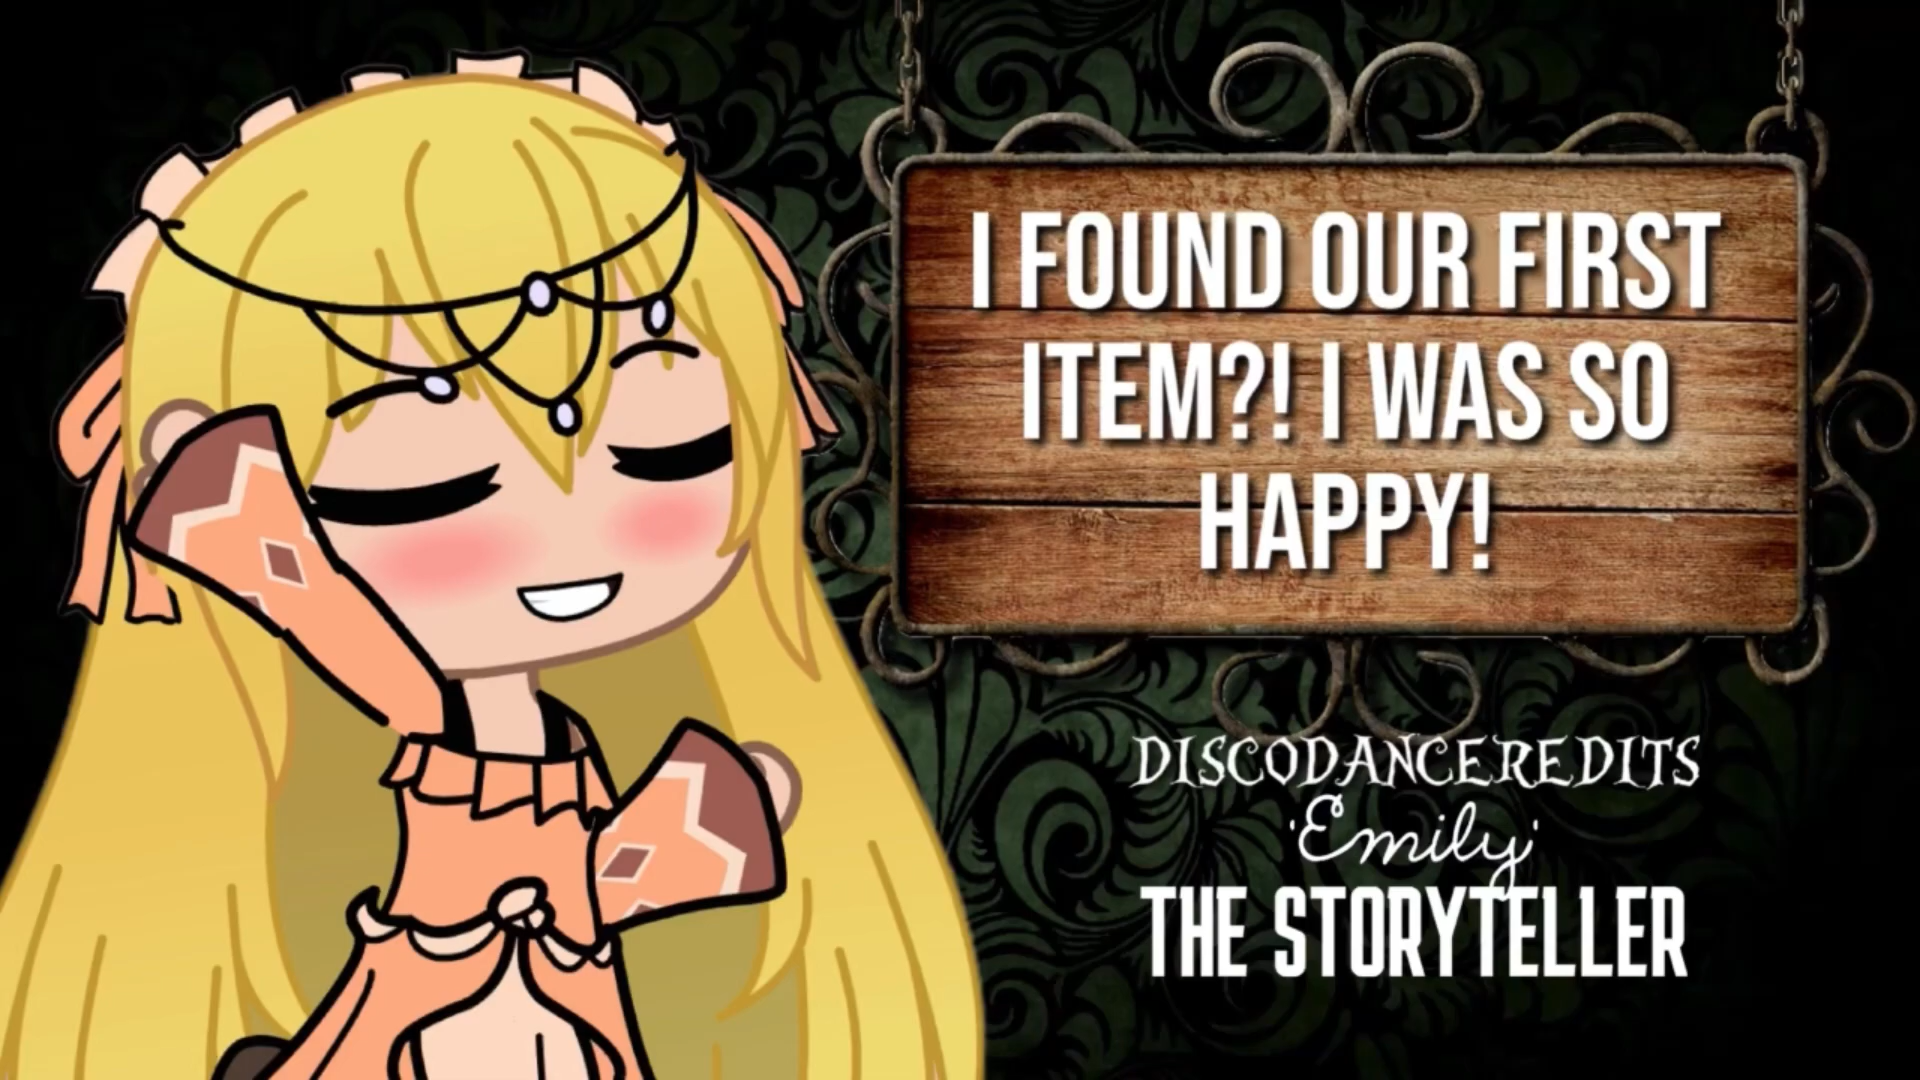 I FOUND OUR FIRST
ITEM?! I WAS SO
HAPPY!
DISCODANCEREDITS
'Emily'
THE STORYTELLER